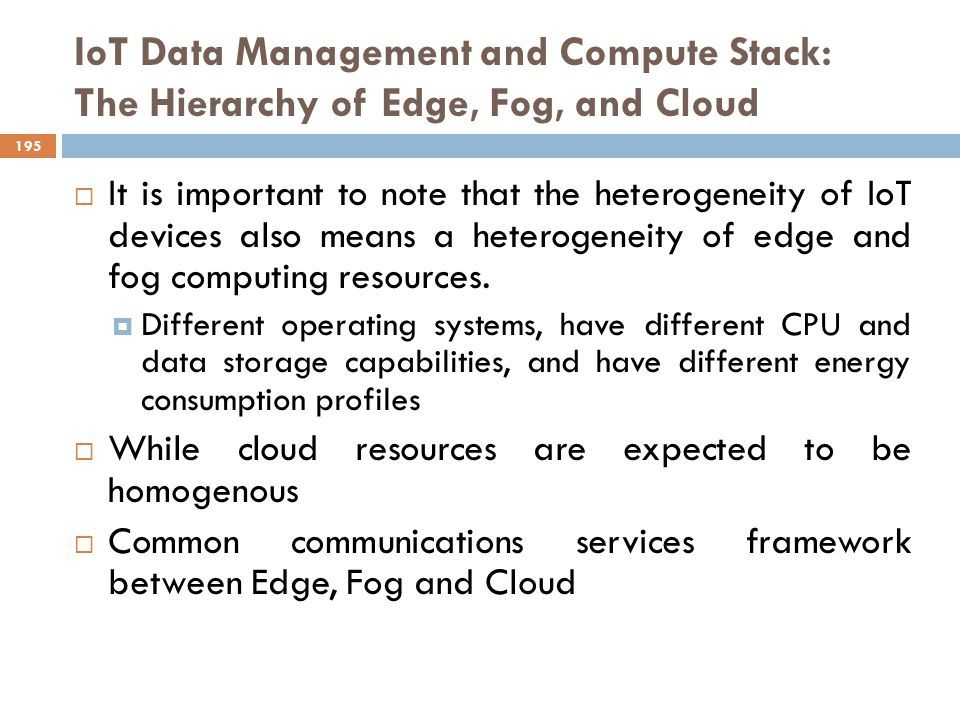 IoT Data Management and Compute Stack:
The Hierarchy of Edge, Fog, and Cloud
195
It is important to note that the heterogeneity of IoT
devices also means a heterogeneity of edge and
fog computing resources.
Different operating systems, have different CPU and
data storage capabilities, and have different energy
consumption profiles
While cloud resources are expected to be
homogenous
Common communications services framework
between Edge, Fog and Cloud